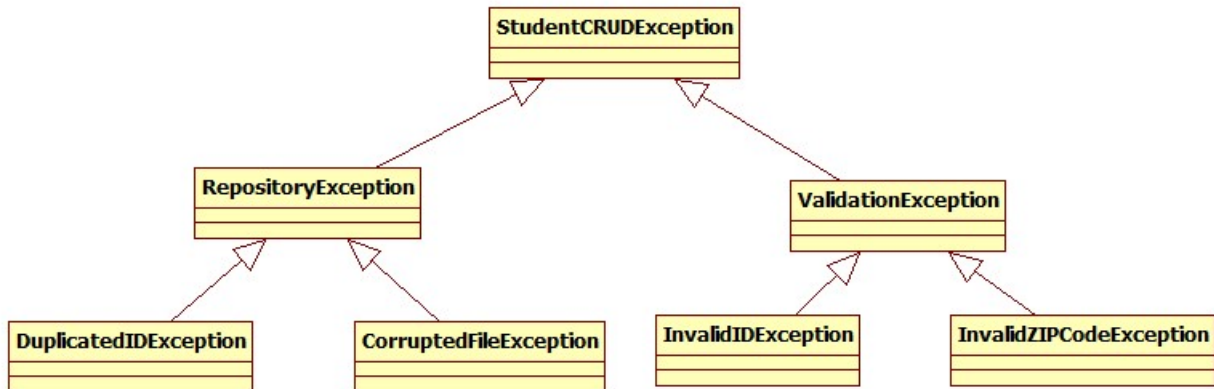 StudentCRUDException
RepositoryException
ValidationException
DuplicatedIDException
CorruptedFileException
InvalidIDException
InvalidZIPCodeException